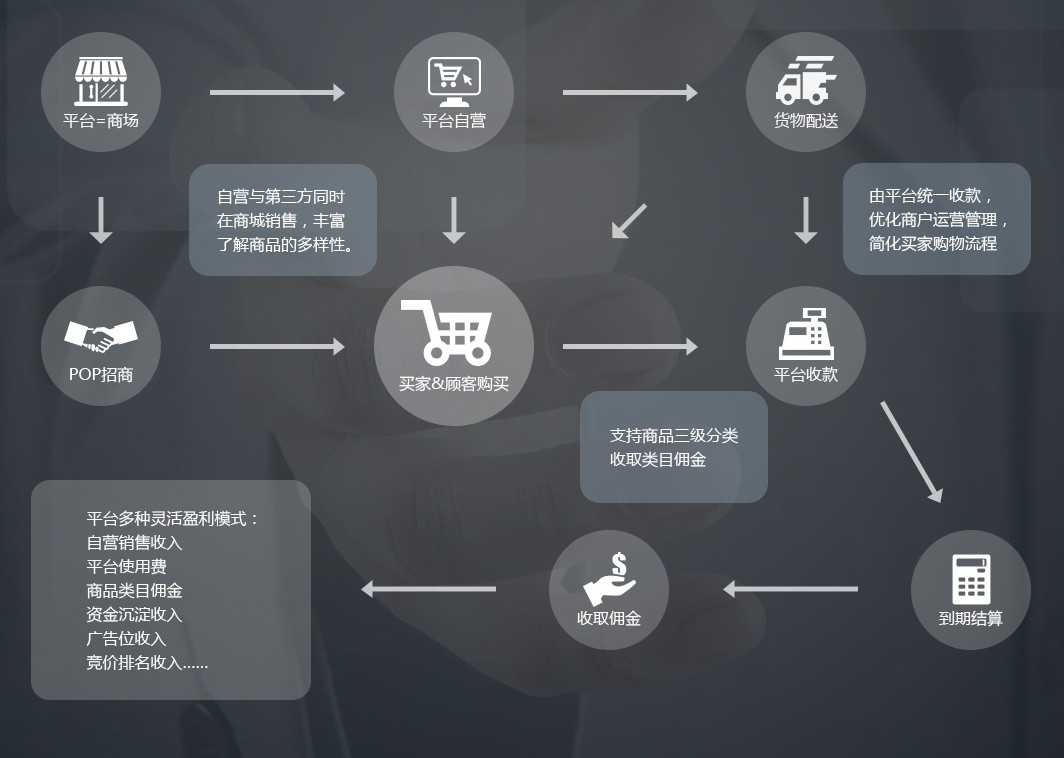 平台=商场
平台自营
货物配送
自营与第三方同时
在商城销售，丰富
了解商品的多样性。
由平台统一收款，
优化商户运营管理，
简化买家购物流程
POP招商
买家&顾客购买
平台收款
支持商品三级分类
收取类目佣金
平台多种灵活盈利模式：
自营销售收入
平台使用费
商品类目佣金
资金沉淀收入
广告位收入
竞价排名收入......
收取佣金
到期结算